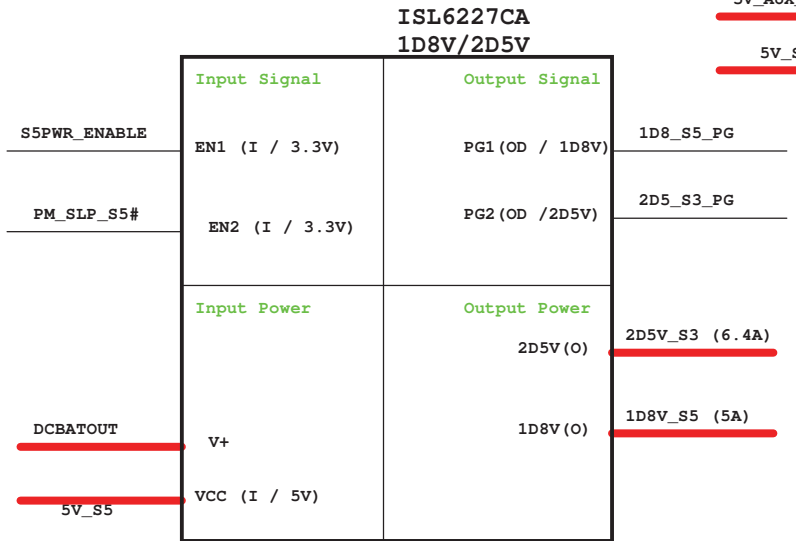 ISL6227CA
1D8V/2D5V
5V_S
Input Signal
Output Signal
S5PWR_ENABLE
EN1 (I / 3.3V)
PG1(OD / 1D8V)
1D8_S5_PG
PM_SLP_S5#
EN2 (I / 3.3V)
PG2(OD /2D5V)
2D5_S3_PG
Input Power
Output Power
2D5V(O)
2D5V_S3 (6.4A)
DCBATOUT
V+
1D8V(O)
1D8V_S5 (5A)
VCC (I / 5V)
5V_S5